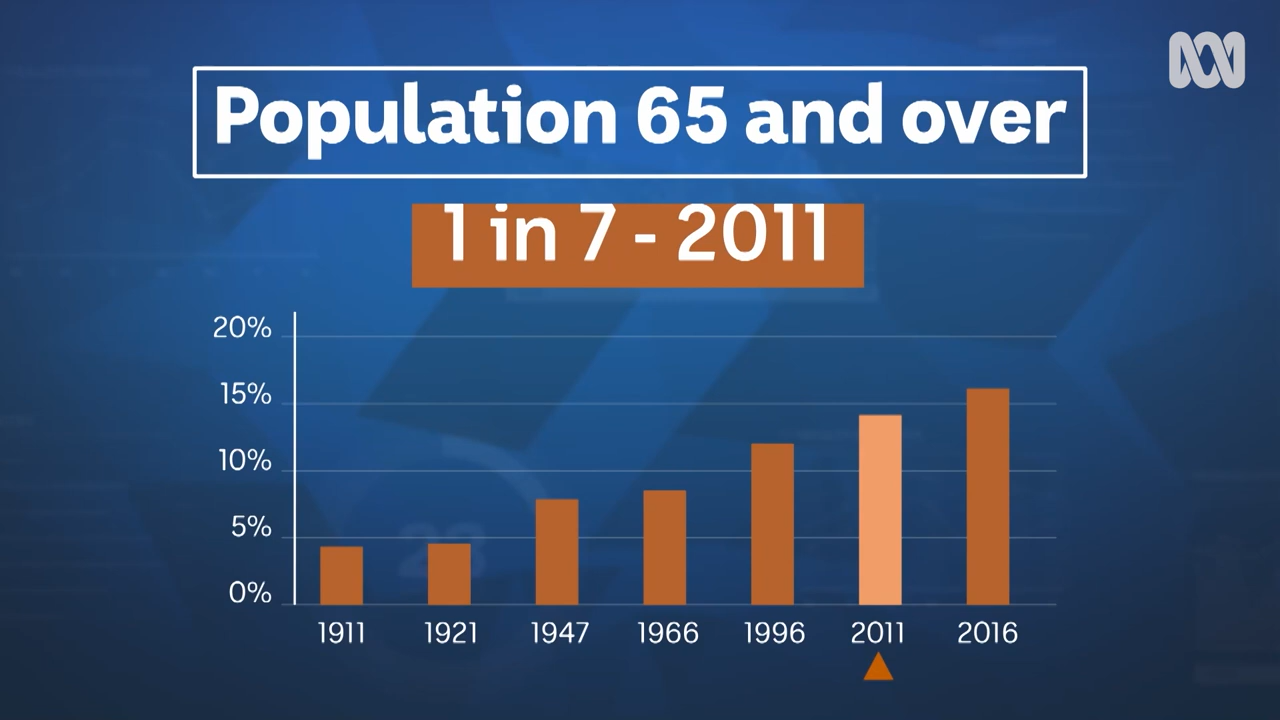 Population 65 and over
1 in 7 - 2011
20%
15%
10%
5%
0%
1911 1921 1947 1966 1996 2011 2016